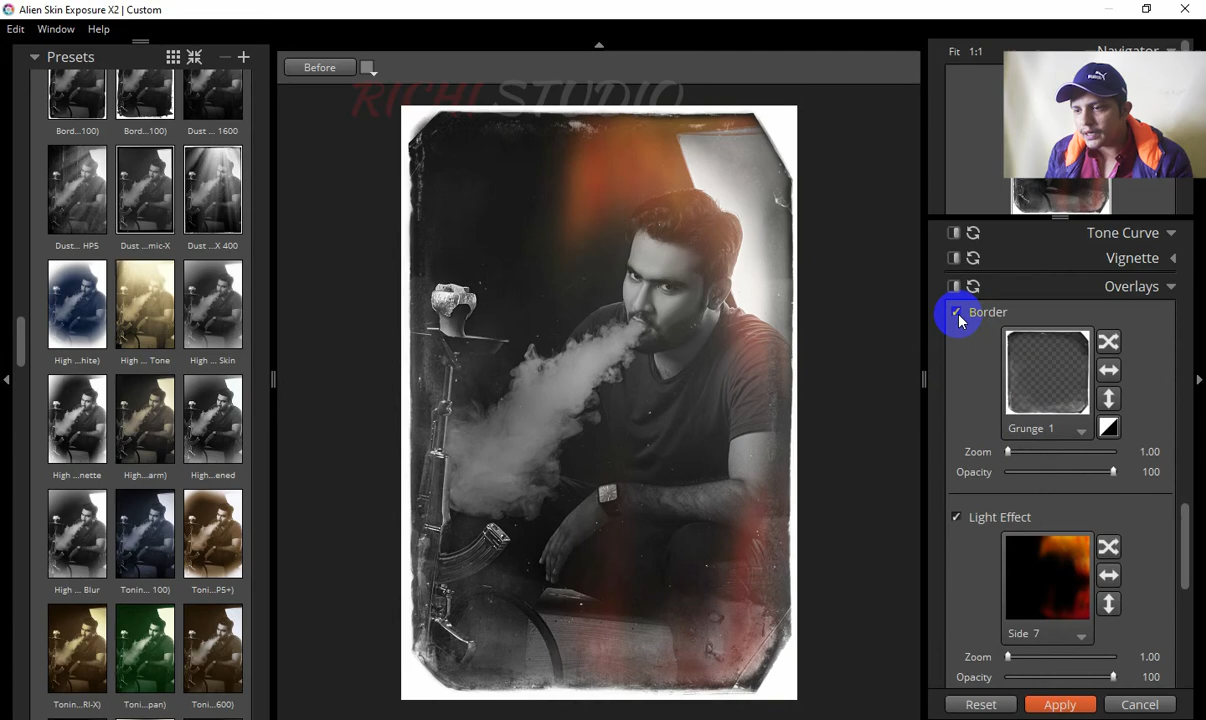 Alien Skin Exposure X2 | Custom
Edit Window Help
Presets
Before
Fit 1:1
Navigator
RICHI STUDIO
PUMA
Bord...100)
Bord...100)
Dust ... 1600
Dust... HP5
Dust ...mic-X
Dust ...X 400
High ...hite)
High ... Tone
High ... Skin
High ...nette
High ...arm)
High...ened
High ... Blur
Tonin... 100)
Toni...P5+)
Tonin...RI-X)
Toni...pan)
Toni...600)
Tone Curve
Vignette
Overlays
Border
Grunge 1
Zoom 1.00
Opacity 100
Light Effect
Side 7
Zoom 1.00
Opacity 100
Reset Apply Cancel